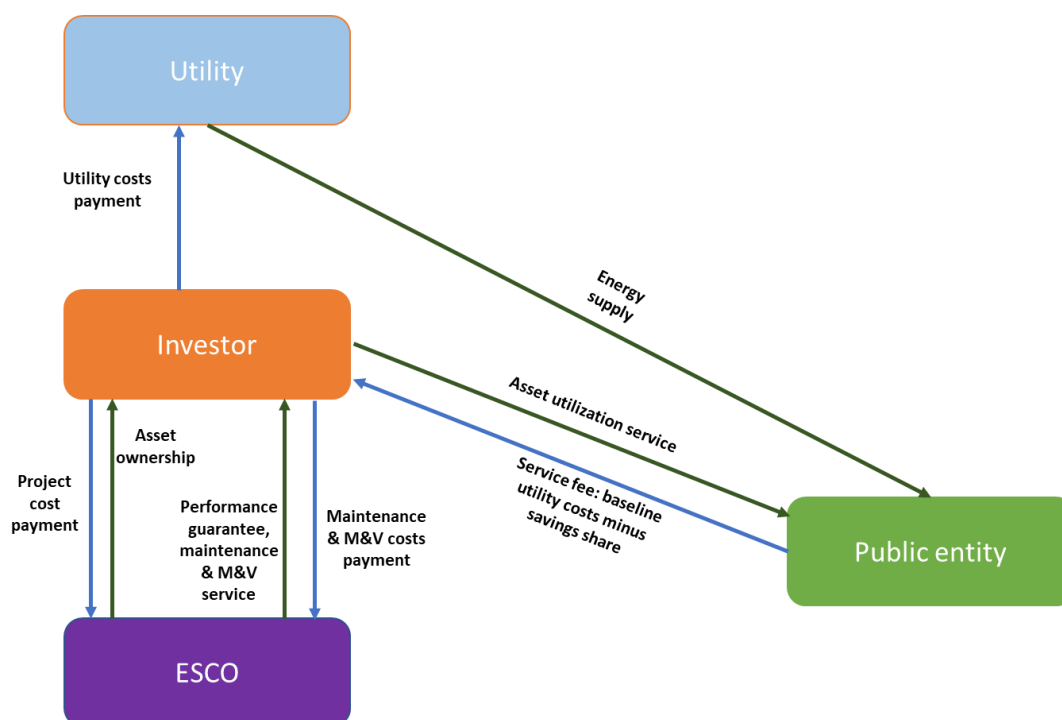 Utility
Utility costs
payment
Energy
supply
Investor
Asset utilization service
Service fee: baseline
utility costs minus
savings share
Asset
ownership
Project
cost
payment
Performance
guarantee,
maintenance
& M&V
service
Maintenance
& M&V costs
payment
Public entity
ESCO